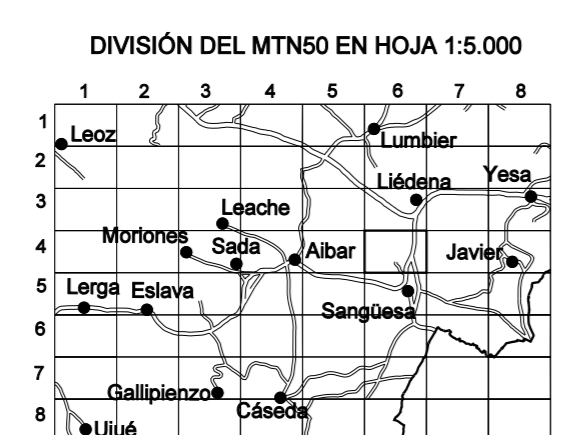 DIVISIÓN DEL MTN50 EN HOJA 1:5.000
1 2 3 4 5 6 7 8
1
Leoz
Lumbier
2
Liédena
Yesa
3
Leache
Moriones
Sada
4
Aibar
Javier
Lerga
Eslava
5
Sangüesa
6
7
Gallipienzo
Cáseda
8
Ujué